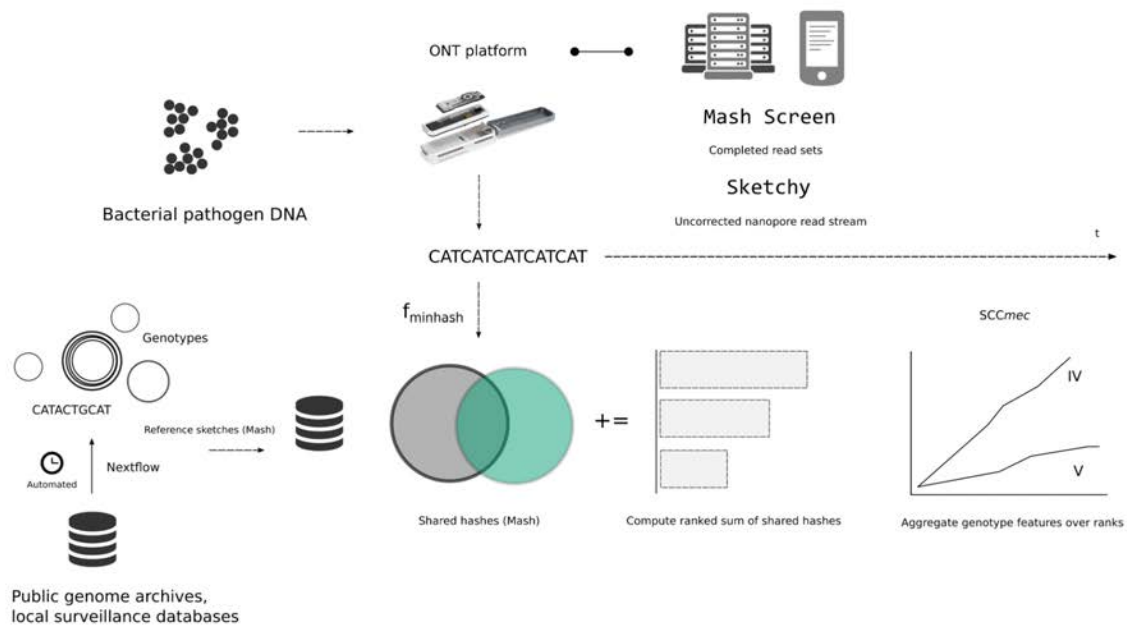 ONT platform
Mash Screen
Completed read sets
Sketchy
Uncorrected nanopore read stream
Bacterial pathogen DNA
t
CATCATCATCATCAT
fminhash
SCCmec
Genotypes
IV
CATACTGCAT
Reference sketches (Mash)
+=
Nextflow
Automated
V
Shared hashes (Mash)
Compute ranked sum of shared hashes
Aggregate genotype features over ranks
Public genome archives,
local surveillance databases